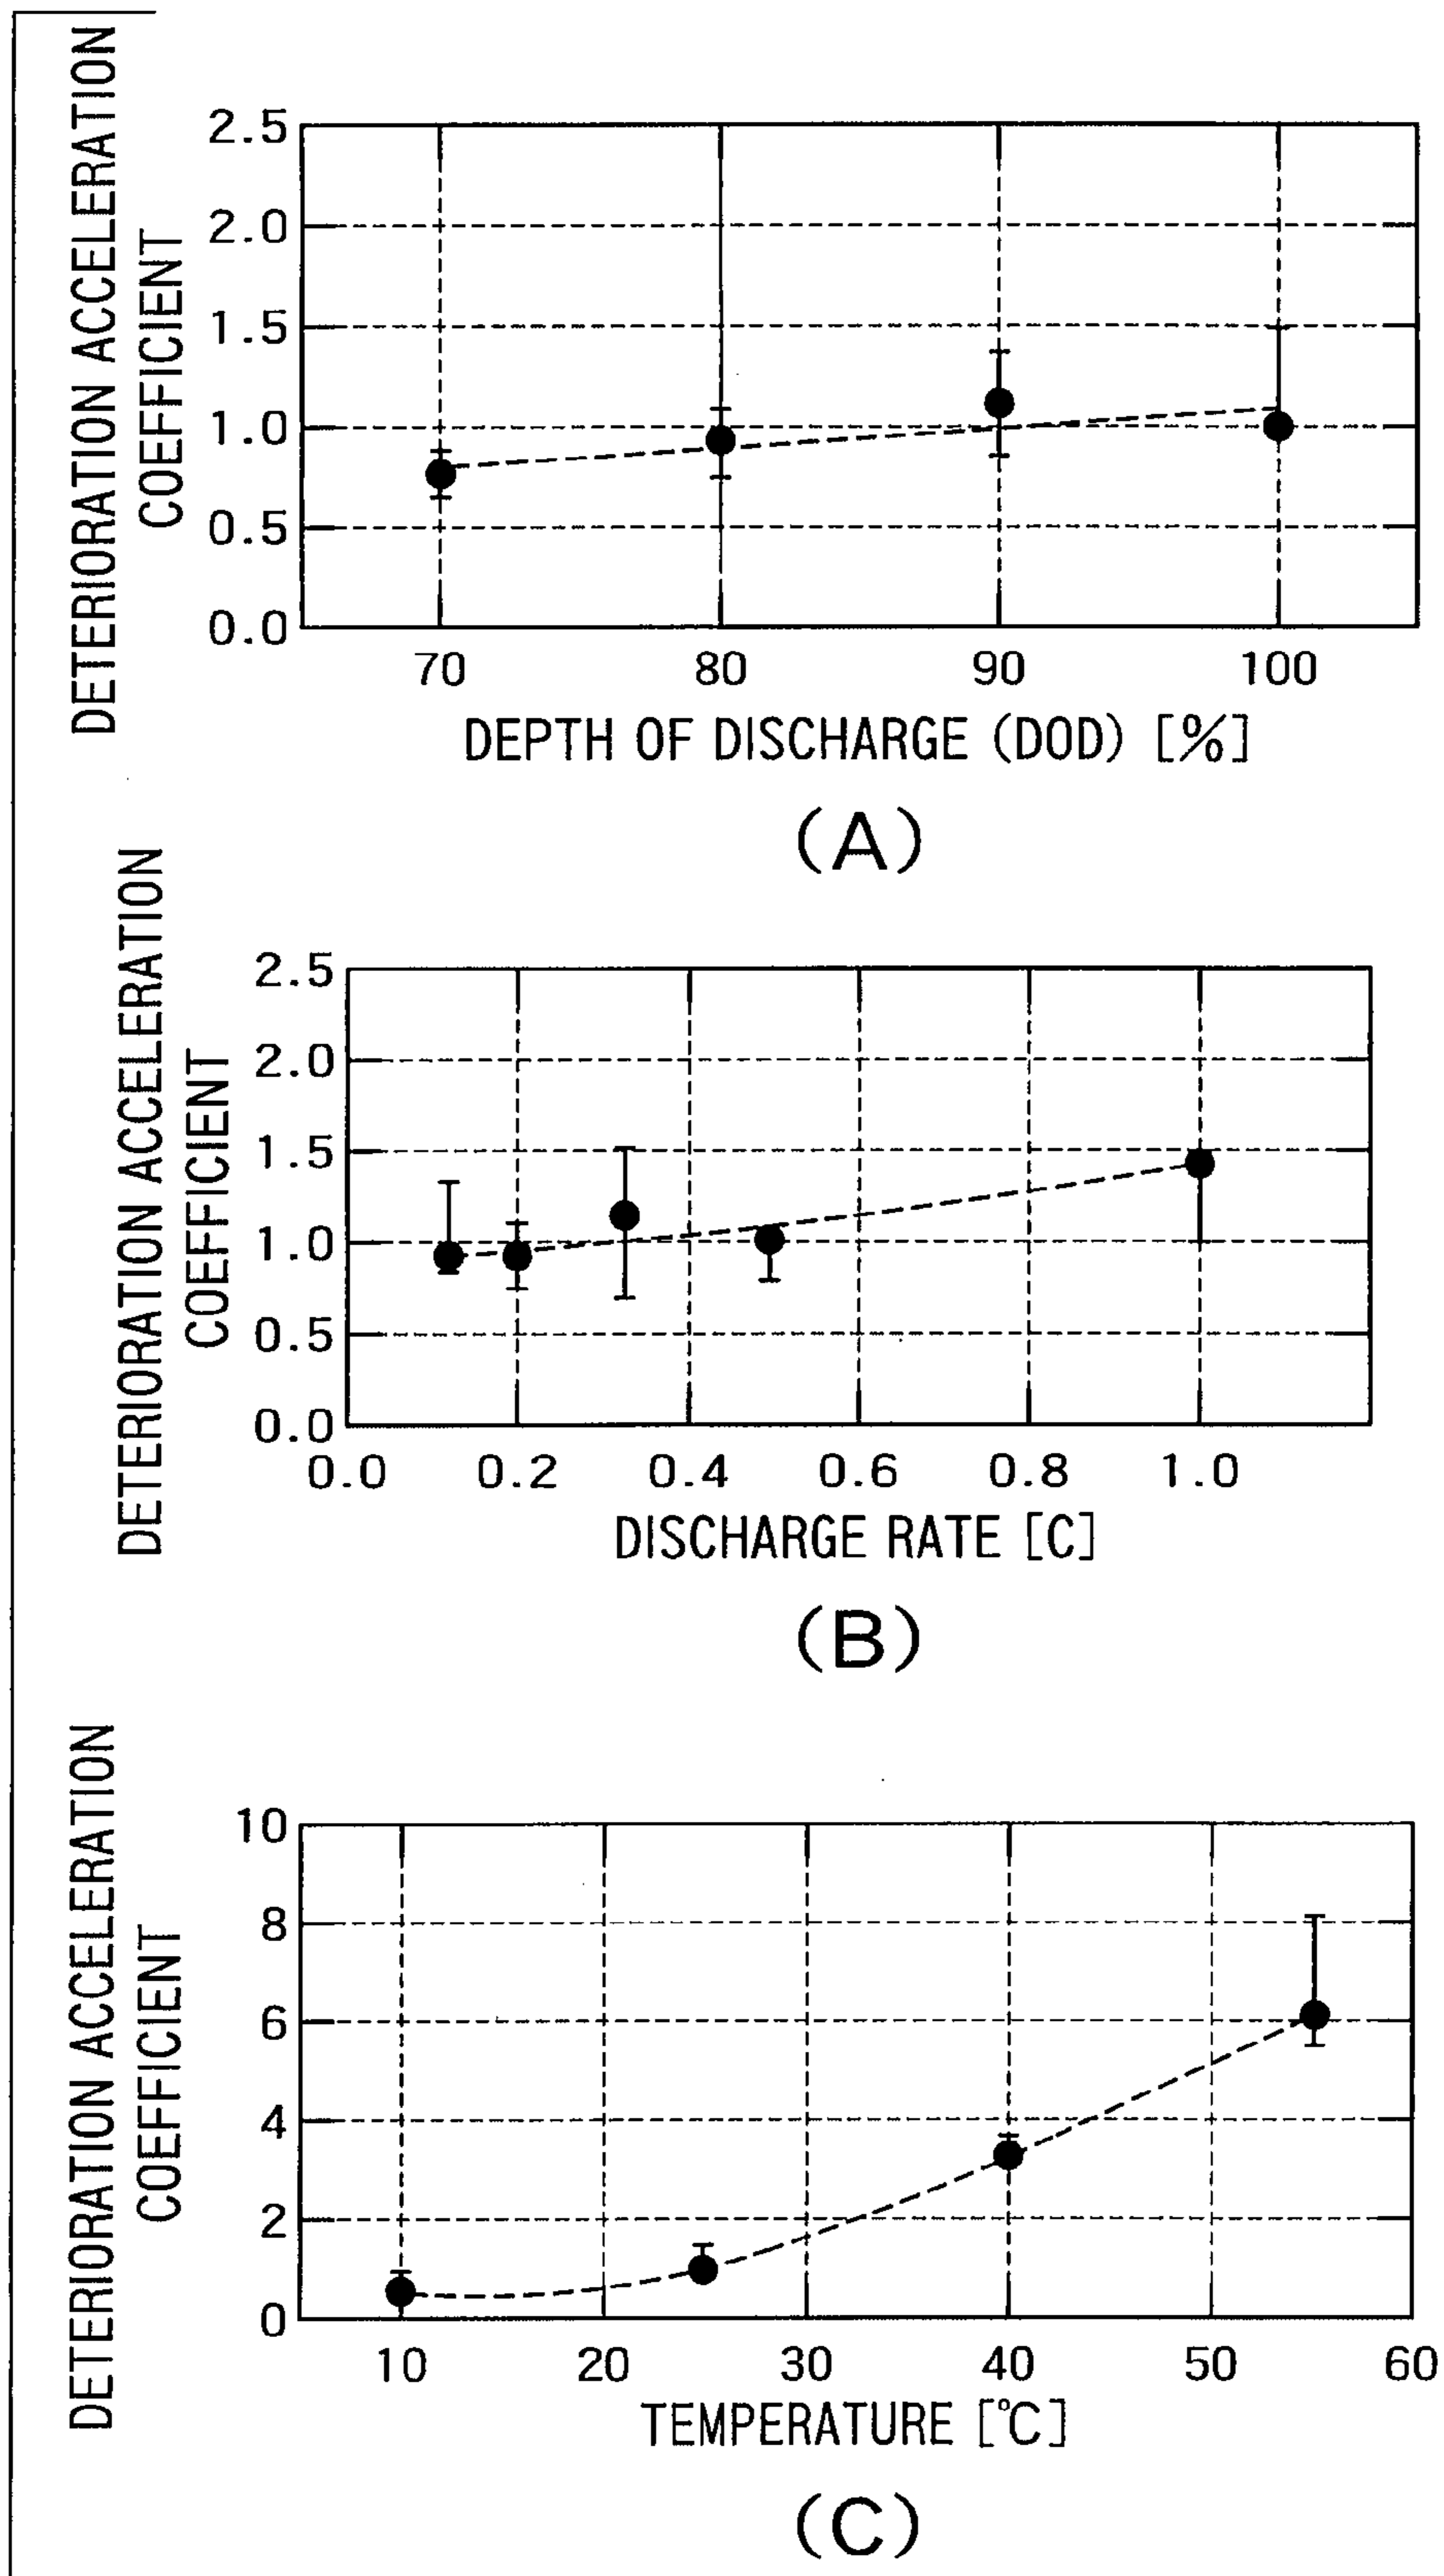 DETERIORATION ACCELERATION
COEFFICIENT
2.5
2.0
1.5
1.0
0.5
0.0
70 80 90 100
DEPTH OF DISCHARGE (DOD) [%]
(A)
DETERIORATION ACCELERATION
COEFFICIENT
2.5
2.0
1.5
1.0
0.5
0.0
0.0 0.2 0.4 0.6 0.8 1.0
DISCHARGE RATE [C]
(B)
DETERIORATION ACCELERATION
COEFFICIENT
10
8
6
4
2
0
10 20 30 40 50 60
TEMPERATURE [°C]
(C)